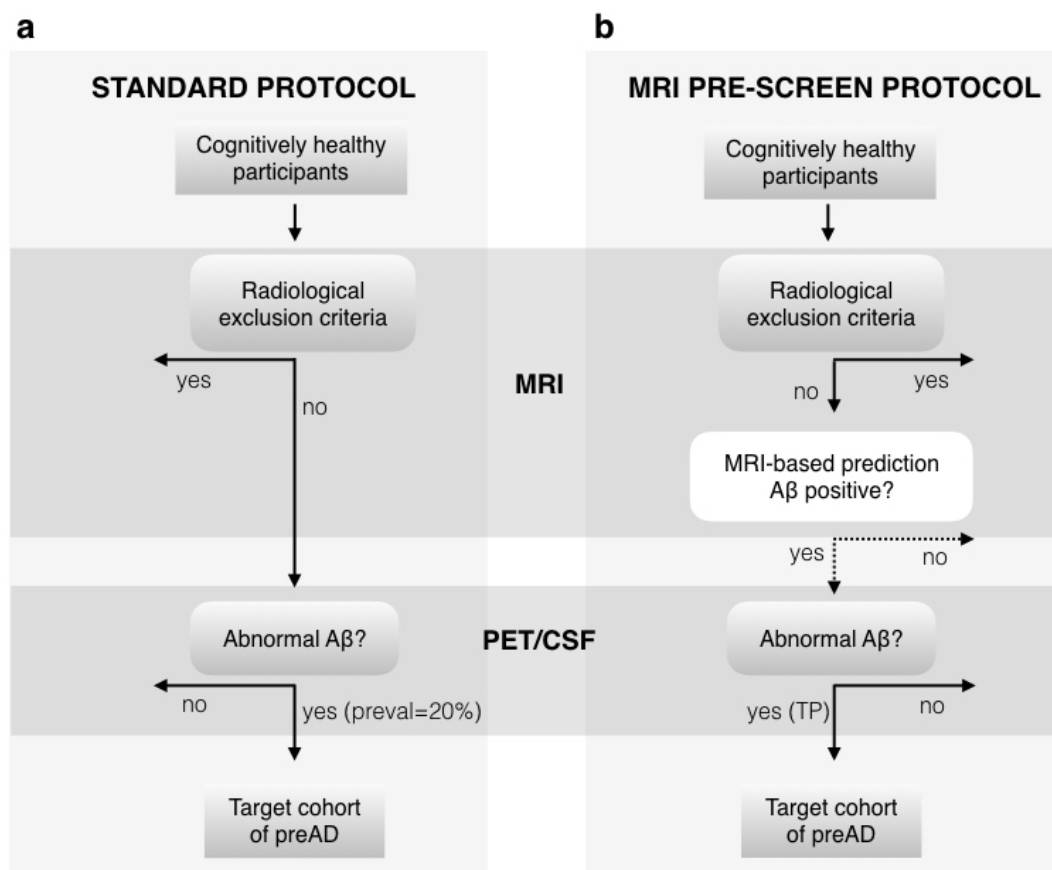 a
STANDARD PROTOCOL
Cognitively healthy
participants
Radiological
exclusion criteria
yes
no
MRI
Abnormal Aβ?
PET/CSF
no
yes (preval=20%)
Target cohort
of preAD
b
MRI PRE-SCREEN PROTOCOL
Cognitively healthy
participants
Radiological
exclusion criteria
no
yes
MRI-based prediction
Aβ positive?
yes
no
Abnormal Aβ?
yes (TP)
no
Target cohort
of preAD